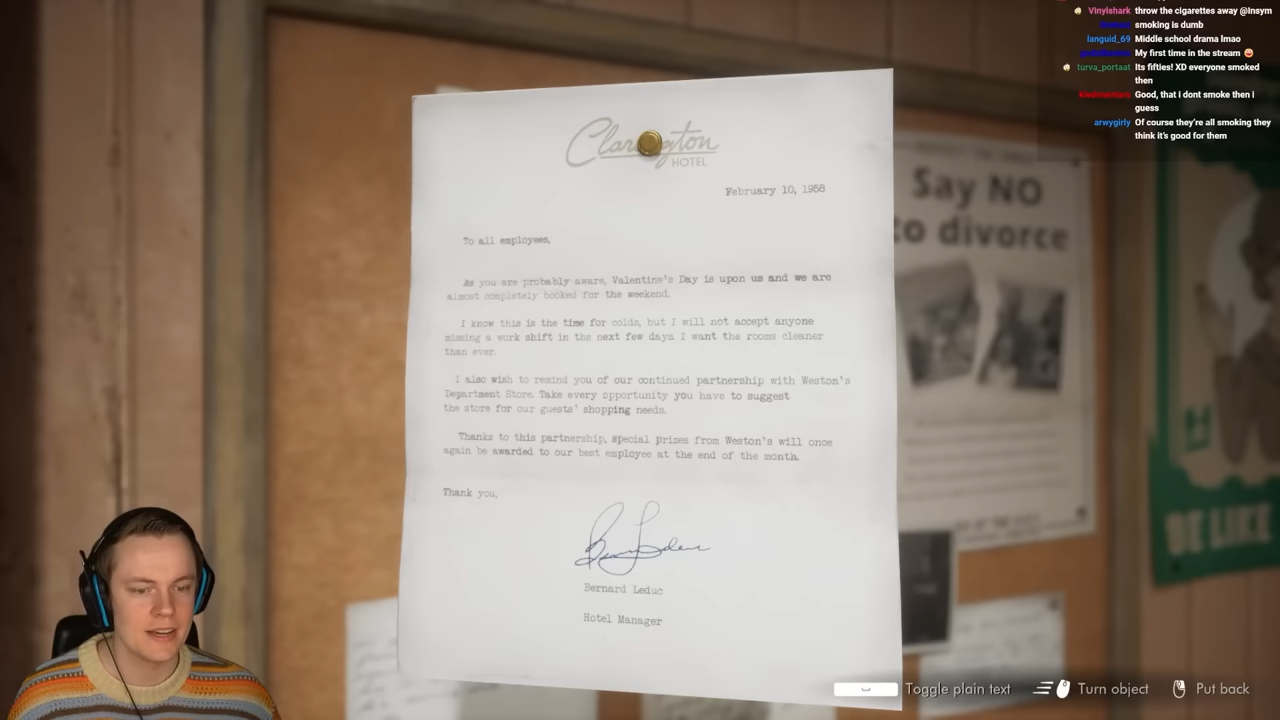 throw the cigarettes away @Insym
Vinylshark
smoking is dumb
languid_69 Middle school drama lmao
My first time in the stream
turva_portaat Its fifties! XD everyone smoked
then
Good, that i dont smoke then i
guess
arwygirly Of course they're all smoking they
think it's good for them
HOTEL
February 10, 1958
To all employees,
As you are probably aware, Valentine's Day is upon us and we are
almost completely booked for the weekend.
I know this is the time for colds, but I will not accept anyone
missing a work shift in the next few days. I want the rooms cleaner
than ever.
I also wish to remind you of our continued partnership with Weston's
Department Store. Take every opportunity you have to suggest
the store for our guests' shopping needs.
Thanks to this partnership, special prizes from Weston's will once
again be awarded to our best employee at the end of the month.
Thank you,
Bernard Leduc
Hotel Manager
Say NO
to divorce
BE LIKE
Toggle plain text
Turn object
Put back